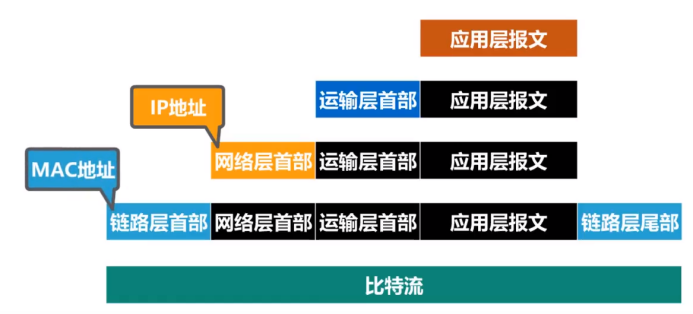 应用层报文
运输层首部 应用层报文
IP地址
网络层首部 运输层首部 应用层报文
MAC地址
链路层首部 网络层首部 运输层首部 应用层报文 链路层尾部
比特流